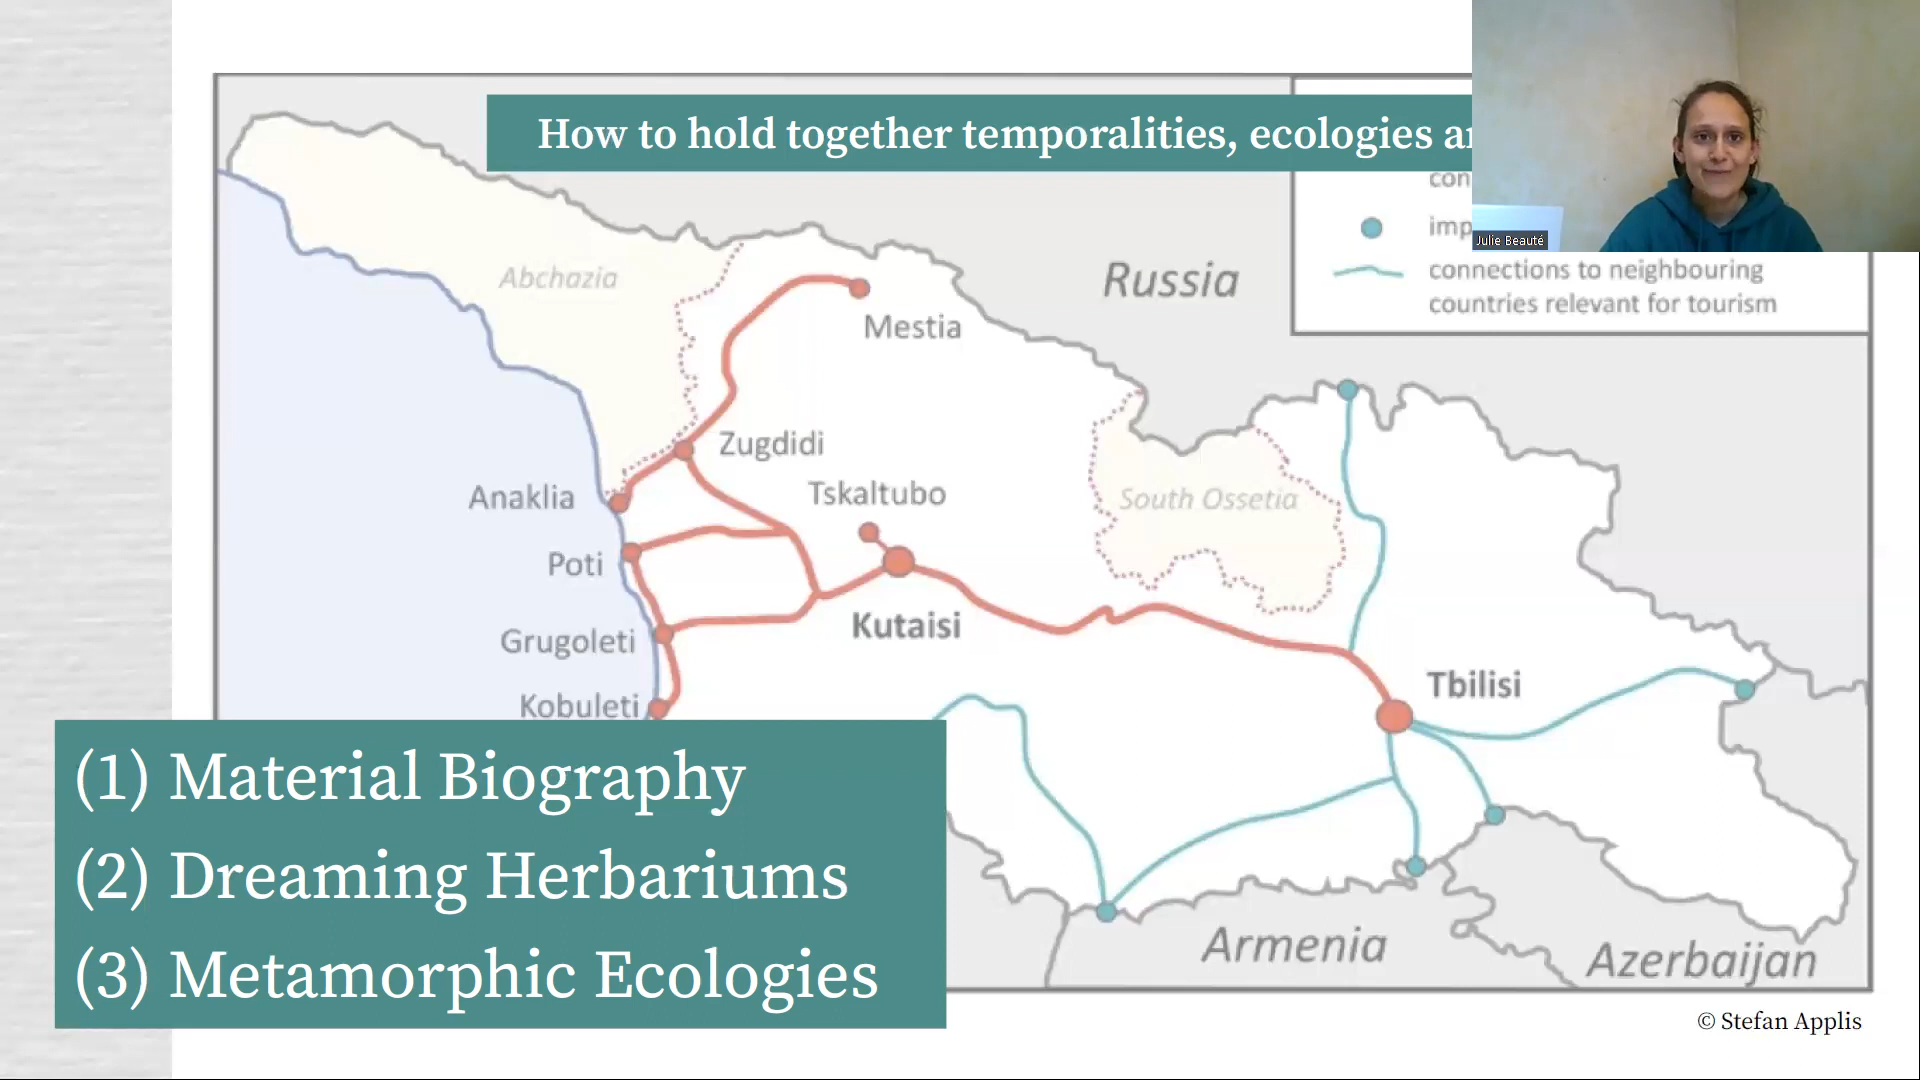 How to hold together temporalities, ecologies
con
imp
connections to neighbouring
countries relevant for tourism
Julie Beauté
Abchazia
Russia
Mestia
Zugdidi
Tskaltubo
Anaklia
South Ossetia
Poti
Kutaisi
Grugoleti
Tbilisi
Kobuleti
(1) Material Biography
(2) Dreaming Herbariums
(3) Metamorphic Ecologies
Armenia
Azerbaijan
© Stefan Applis